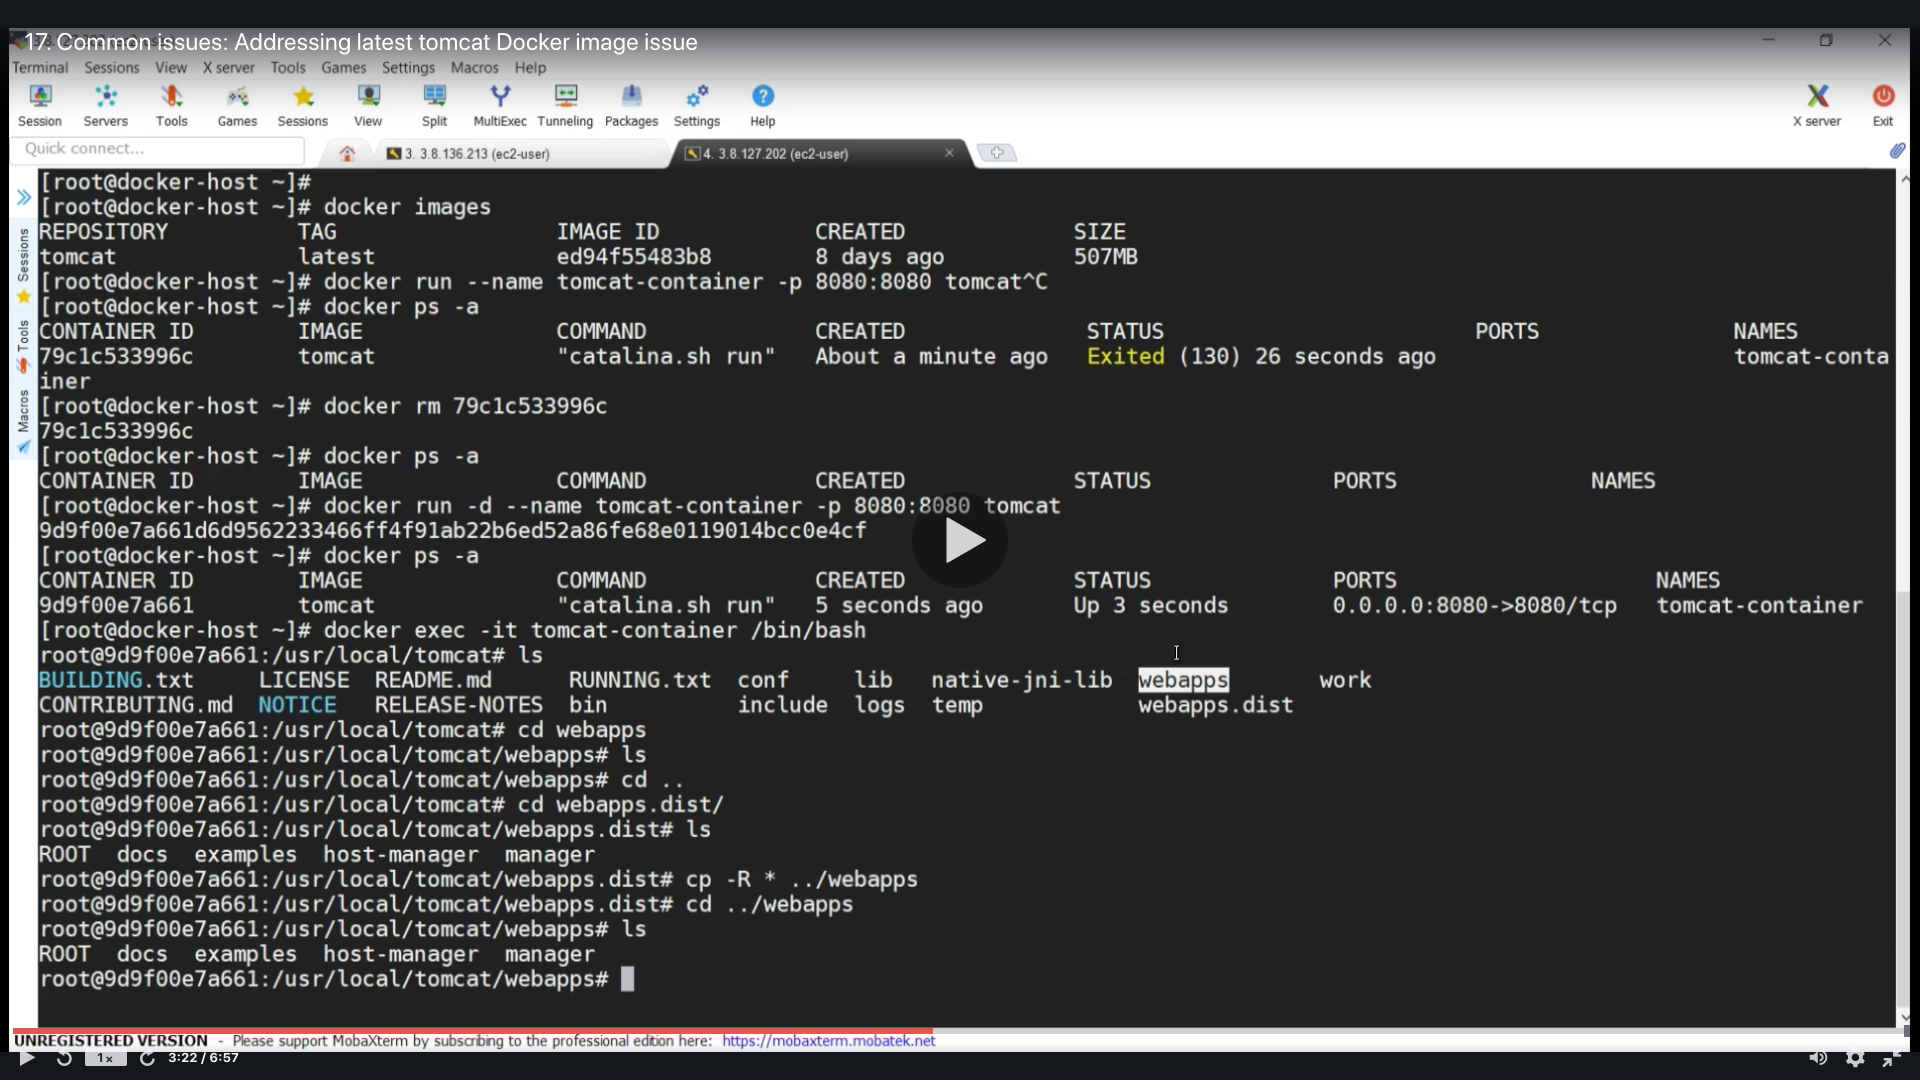 17. Common issues: Addressing latest tomcat Docker image issue
Terminal Sessions View X server Tools Games Settings Macros Help
Session Servers Tools Games Sessions View Split MultiExec Tunneling Packages Settings Help X server Exit
Quick connect...
3. 3.8.136.213 (ec2-user)
4. 3.8.127.202 (ec2-user)
Sessions
Tools
Macros
[root@docker-host ~]#
[root@docker-host ~]# docker images
REPOSITORY TAG IMAGE ID CREATED SIZE
tomcat latest ed94f55483b8 8 days ago 507MB
[root@docker-host ~]# docker run --name tomcat-container -p 8080:8080 tomcat^C
[root@docker-host ~]# docker ps -a
CONTAINER ID IMAGE COMMAND CREATED STATUS PORTS NAMES
79c1c533996c tomcat "catalina.sh run" About a minute ago Exited (130) 26 seconds ago tomcat-conta
iner
[root@docker-host ~]# docker rm 79c1c533996c
79c1c533996c
[root@docker-host ~]# docker ps -a
CONTAINER ID IMAGE COMMAND CREATED STATUS PORTS NAMES
[root@docker-host ~]# docker run -d --name tomcat-container -p 8080:8080 tomcat
9d9f00e7a661d6d9562233466ff4f91ab22b6ed52a86fe68e0119014bcc0e4cf
[root@docker-host ~]# docker ps -a
CONTAINER ID IMAGE COMMAND CREATED STATUS PORTS NAMES
9d9f00e7a661 tomcat "catalina.sh run" 5 seconds ago Up 3 seconds 0.0.0.0:8080->8080/tcp tomcat-container
[root@docker-host ~]# docker exec -it tomcat-container /bin/bash
root@9d9f00e7a661:/usr/local/tomcat# ls
BUILDING.txt LICENSE README.md RUNNING.txt conf lib native-jni-lib webapps work
CONTRIBUTING.md NOTICE RELEASE-NOTES bin include logs temp webapps.dist
root@9d9f00e7a661:/usr/local/tomcat# cd webapps
root@9d9f00e7a661:/usr/local/tomcat/webapps# ls
root@9d9f00e7a661:/usr/local/tomcat/webapps# cd ..
root@9d9f00e7a661:/usr/local/tomcat# cd webapps.dist/
root@9d9f00e7a661:/usr/local/tomcat/webapps.dist# ls
ROOT docs examples host-manager manager
root@9d9f00e7a661:/usr/local/tomcat/webapps.dist# cp -R * ../webapps
root@9d9f00e7a661:/usr/local/tomcat/webapps.dist# cd ../webapps
root@9d9f00e7a661:/usr/local/tomcat/webapps# ls
ROOT docs examples host-manager manager
root@9d9f00e7a661:/usr/local/tomcat/webapps#
UNREGISTERED VERSION - Please support MobaXterm by subscribing to the professional edition here: https://mobaxterm.mobatek.net
1x 3:22 / 6:57